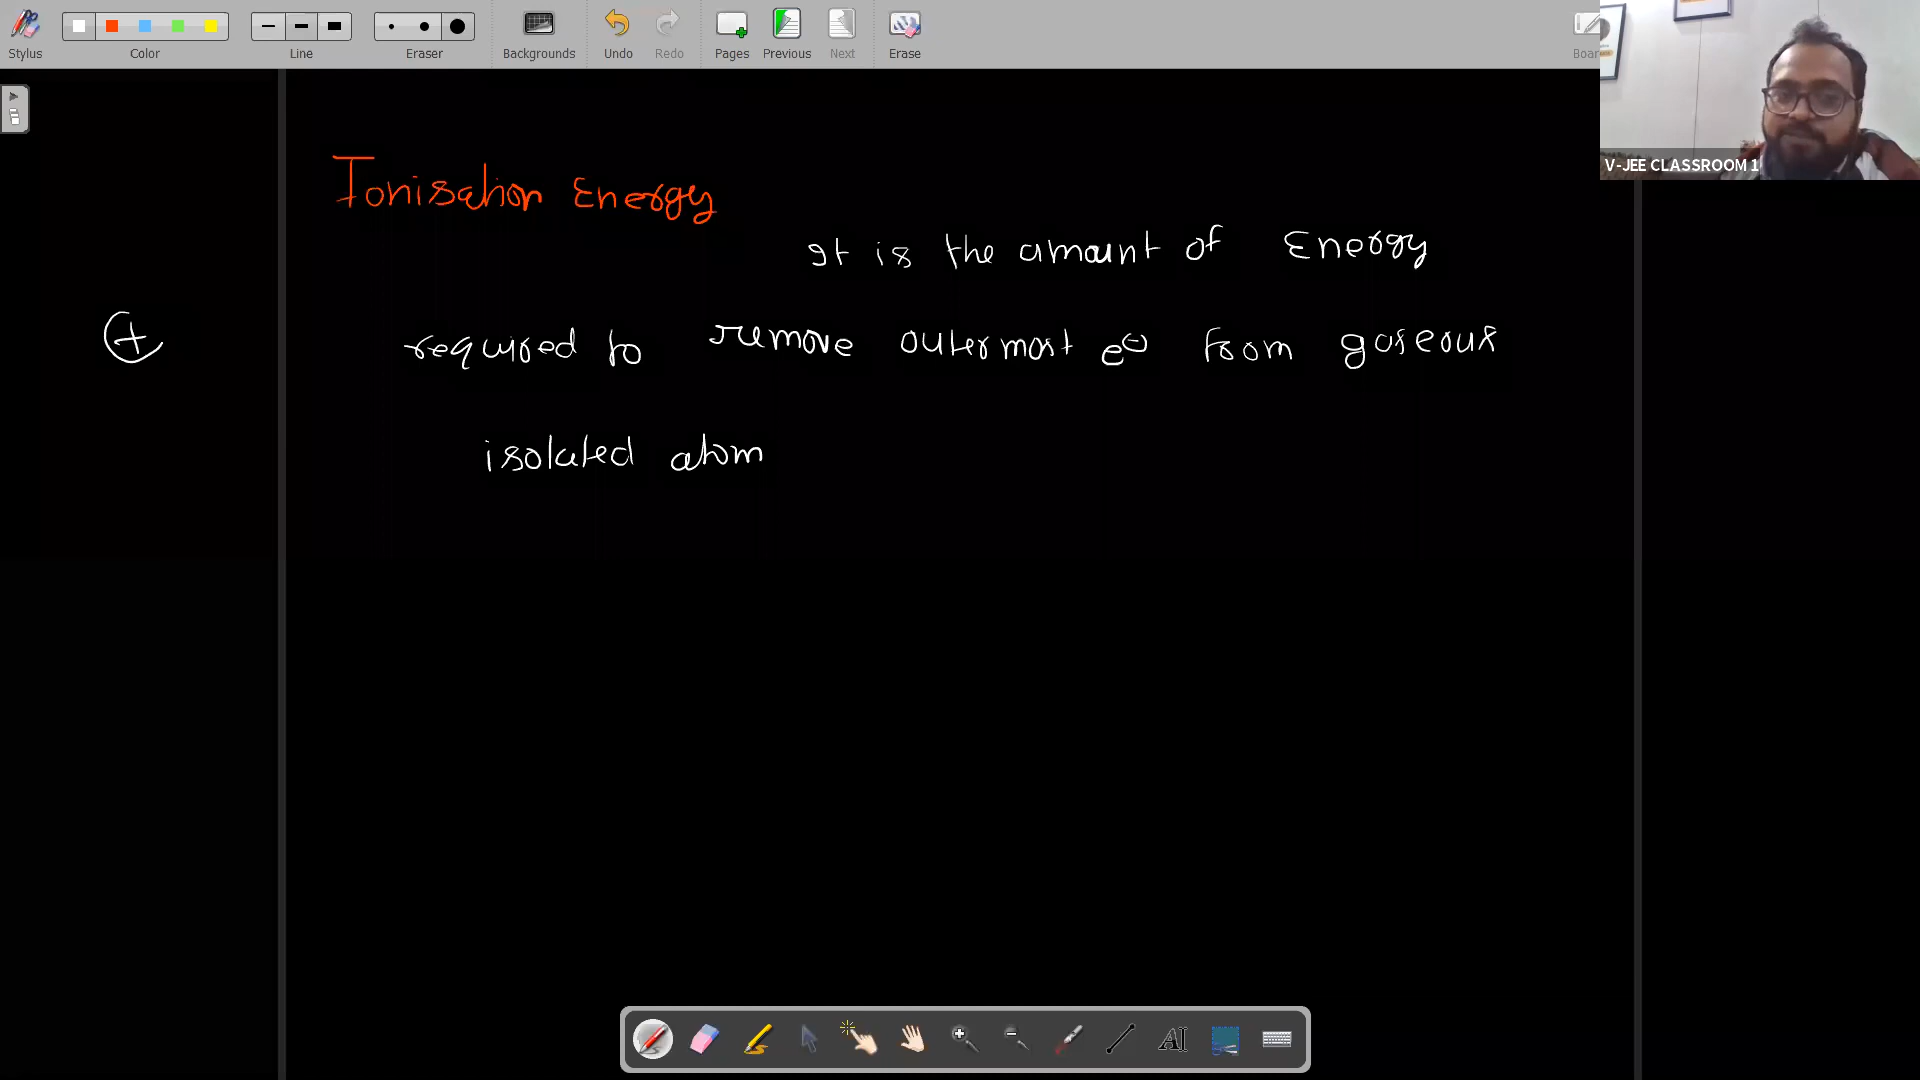 Stylus Color Line Eraser Backgrounds Undo Redo Pages Previous Next Erase
V-JEE CLASSROOM 1
Ionisation Energy
It is the amount of Energy
+ required to remove outermost e⊖ from gaseous
isolated atom